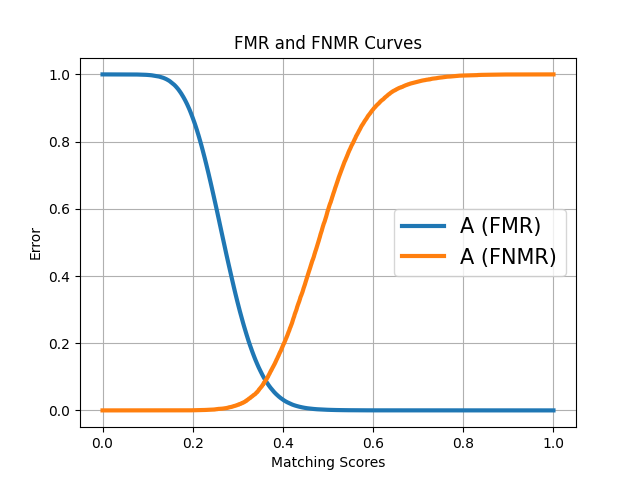 FMR and FNMR Curves
1.0
0.8
0.6
0.4
0.2
0.0
Error
A (FMR)
A (FNMR)
0.0 0.2 0.4 0.6 0.8 1.0
Matching Scores